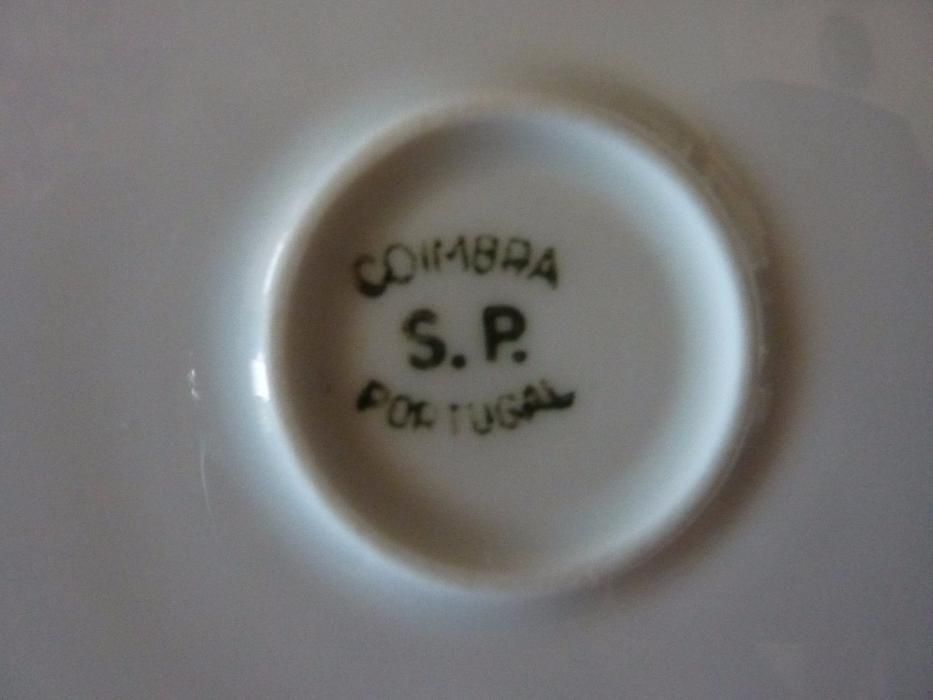 COIMBRA
S. P.
PORTUGAL